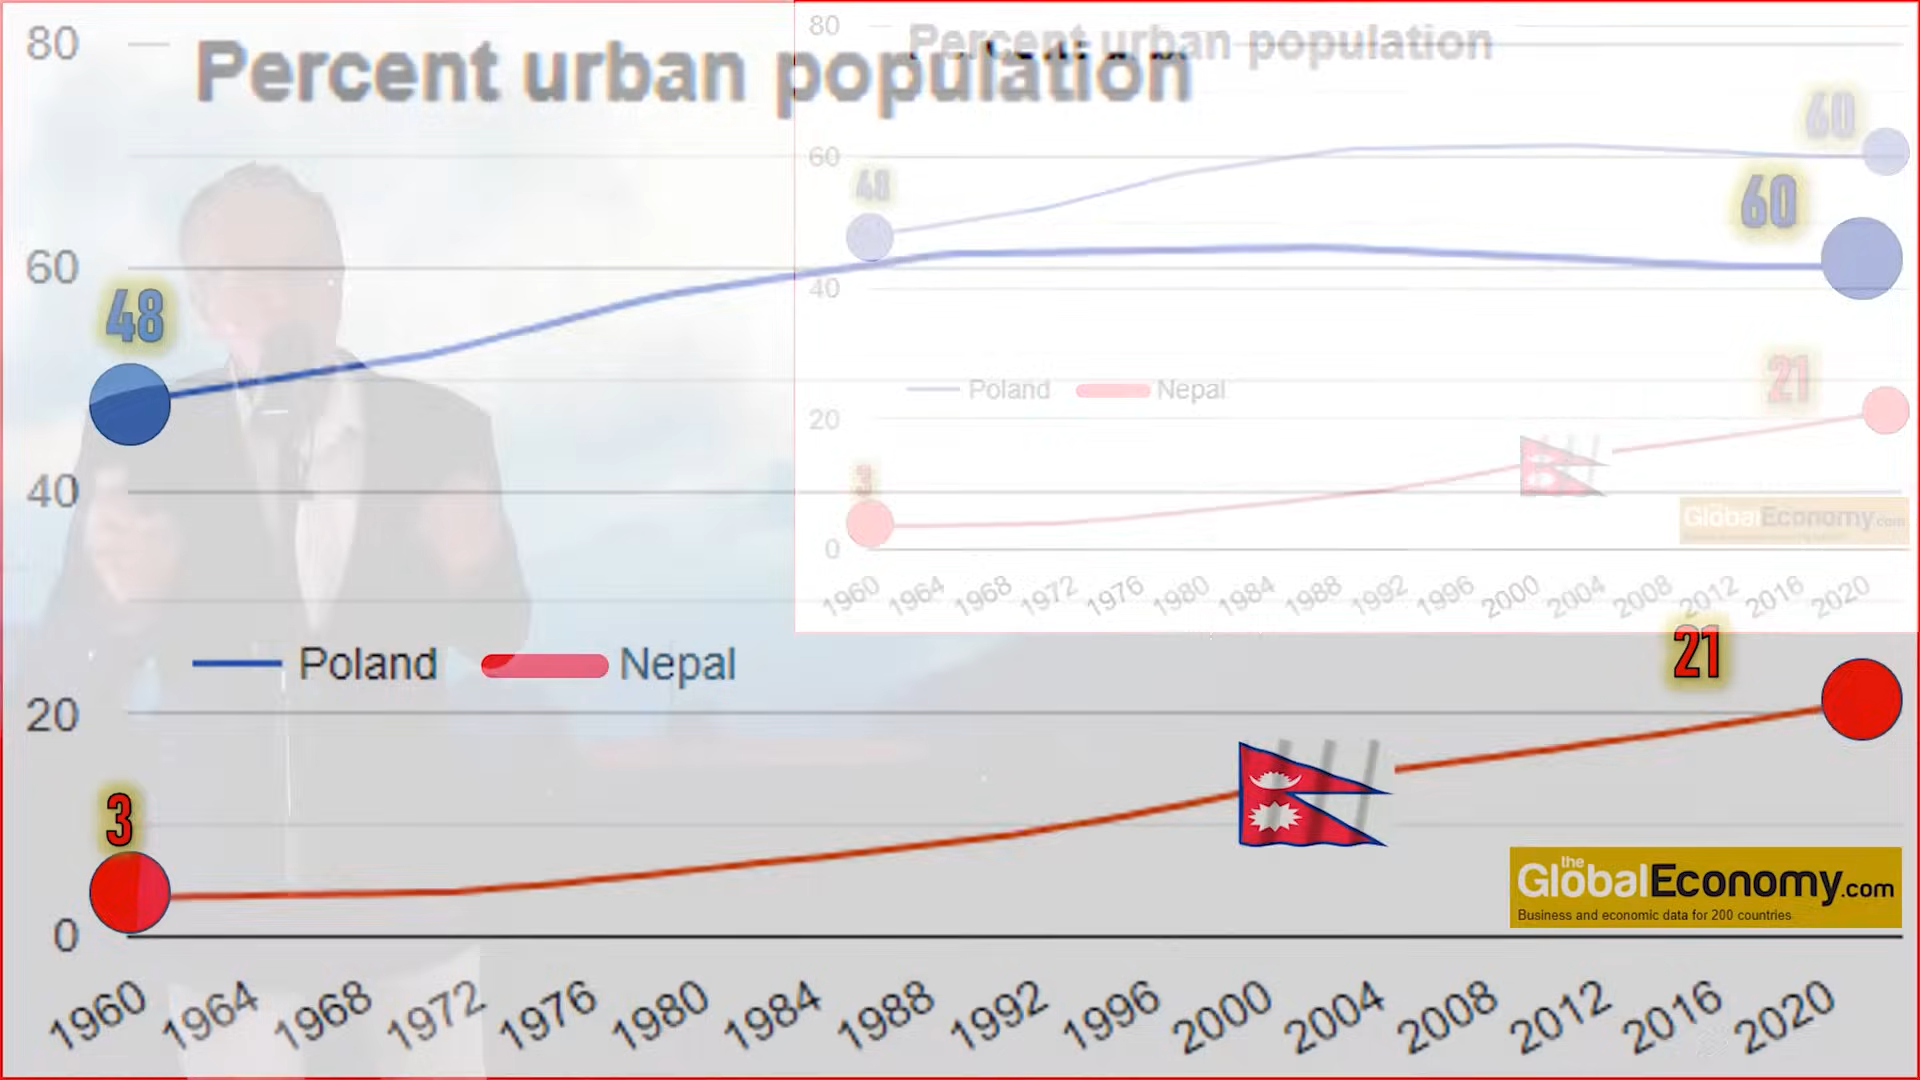 Percent urban population
80
60
40
20
0
48
60
3
21
Poland
Nepal
1960 1964 1968 1972 1976 1980 1984 1988 1992 1996 2000 2004 2008 2012 2016 2020
the
GlobalEconomy.com
Business and economic data for 200 countries
Percent urban population
80
60
40
20
0
48
60
3
21
Poland
Nepal
1960 1964 1968 1972 1976 1980 1984 1988 1992 1996 2000 2004 2008 2012 2016 2020
GlobalEconomy.com